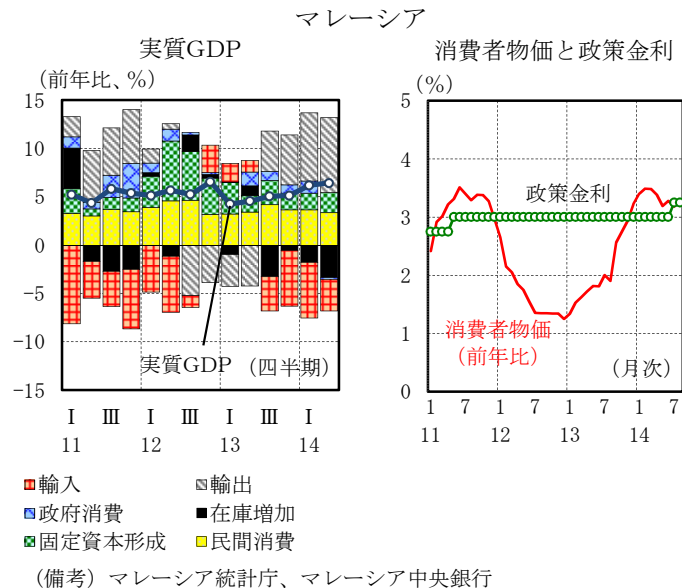 マレーシア
実質GDP
(前年比、%)
15
10
5
0
−5
−10
−15
実質GDP
(四半期)
Ⅰ Ⅲ Ⅰ Ⅲ Ⅰ Ⅲ Ⅰ
11 12 13 14
消費者物価と政策金利
(%)
5
4
3
2
1
0
政策金利
消費者物価
(前年比)
(月次)
1 7 1 7 1 7 1 7
11 12 13 14
輸入 輸出
政府消費 在庫増加
固定資本形成 民間消費
(備考)マレーシア統計庁、マレーシア中央銀行